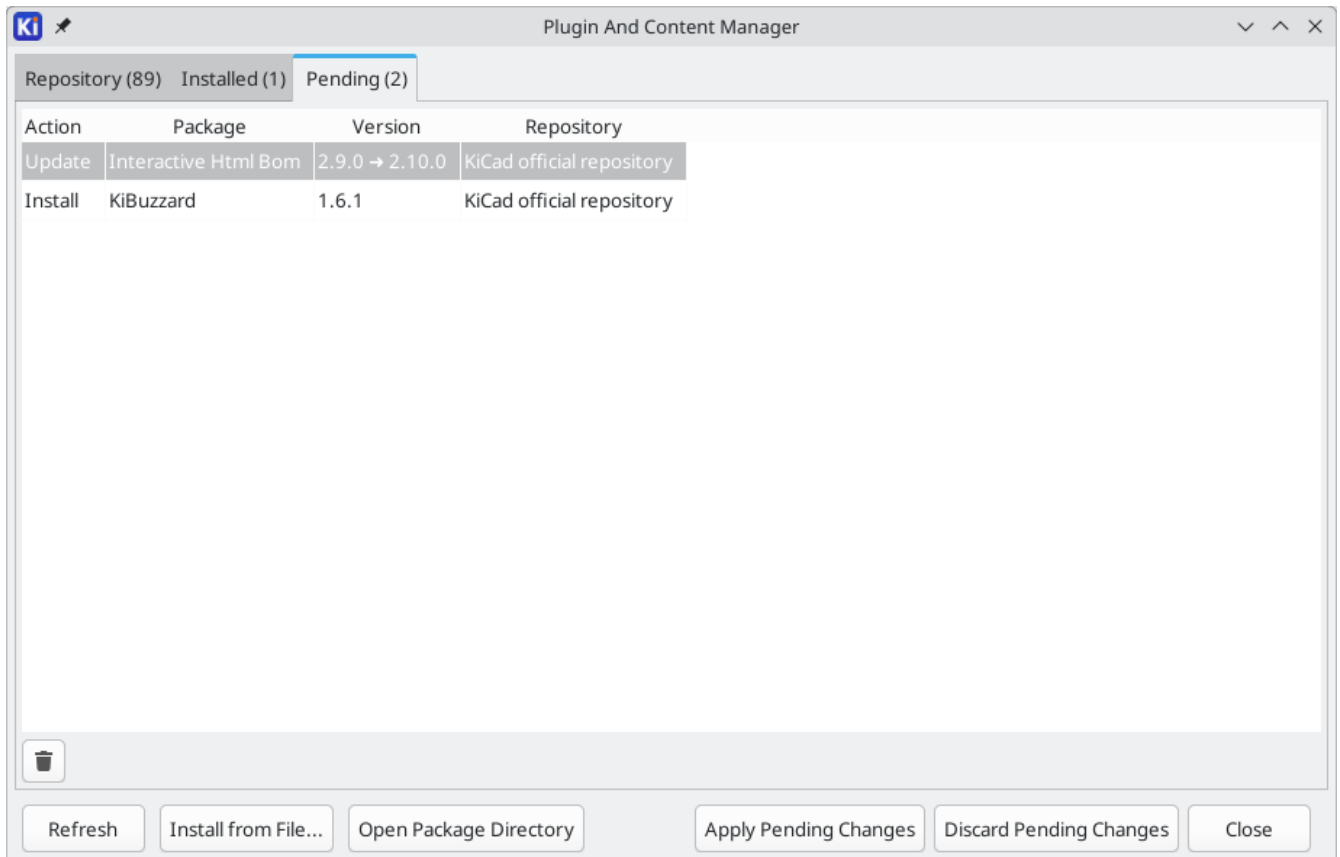 Ki Plugin And Content Manager
Repository (89) Installed (1) Pending (2)
Action Package Version Repository
Update Interactive Html Bom 2.9.0 → 2.10.0 KiCad official repository
Install KiBuzzard 1.6.1 KiCad official repository
Refresh Install from File... Open Package Directory Apply Pending Changes Discard Pending Changes Close